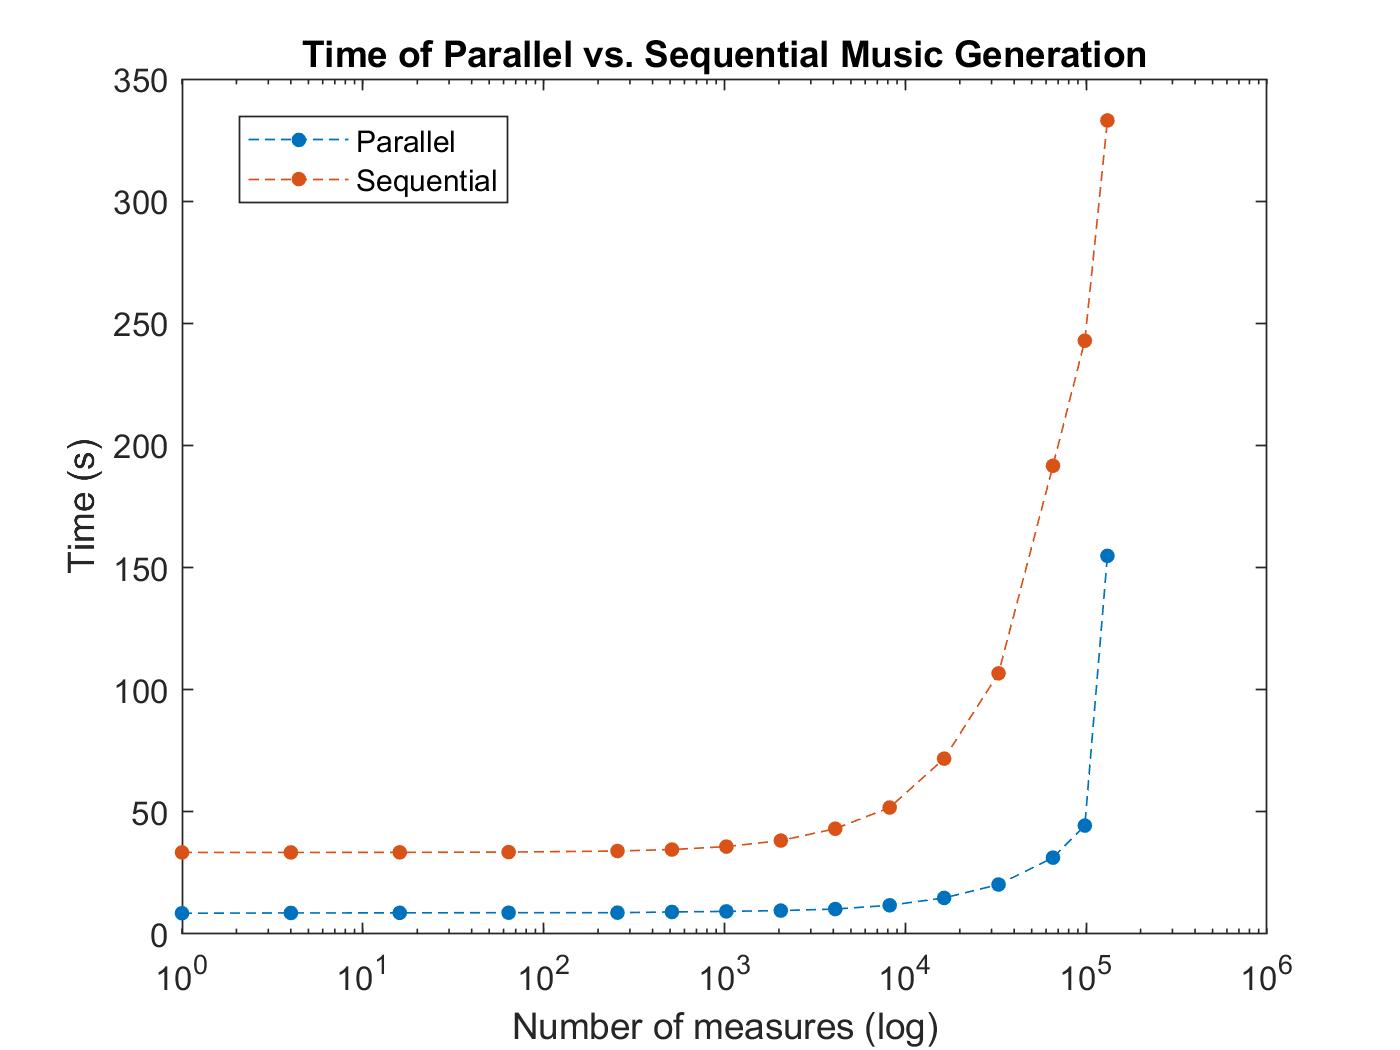 Time of Parallel vs. Sequential Music Generation
350
300
250
200
150
100
50
0
Time (s)
Parallel
Sequential
10^0 10^1 10^2 10^3 10^4 10^5 10^6
Number of measures (log)